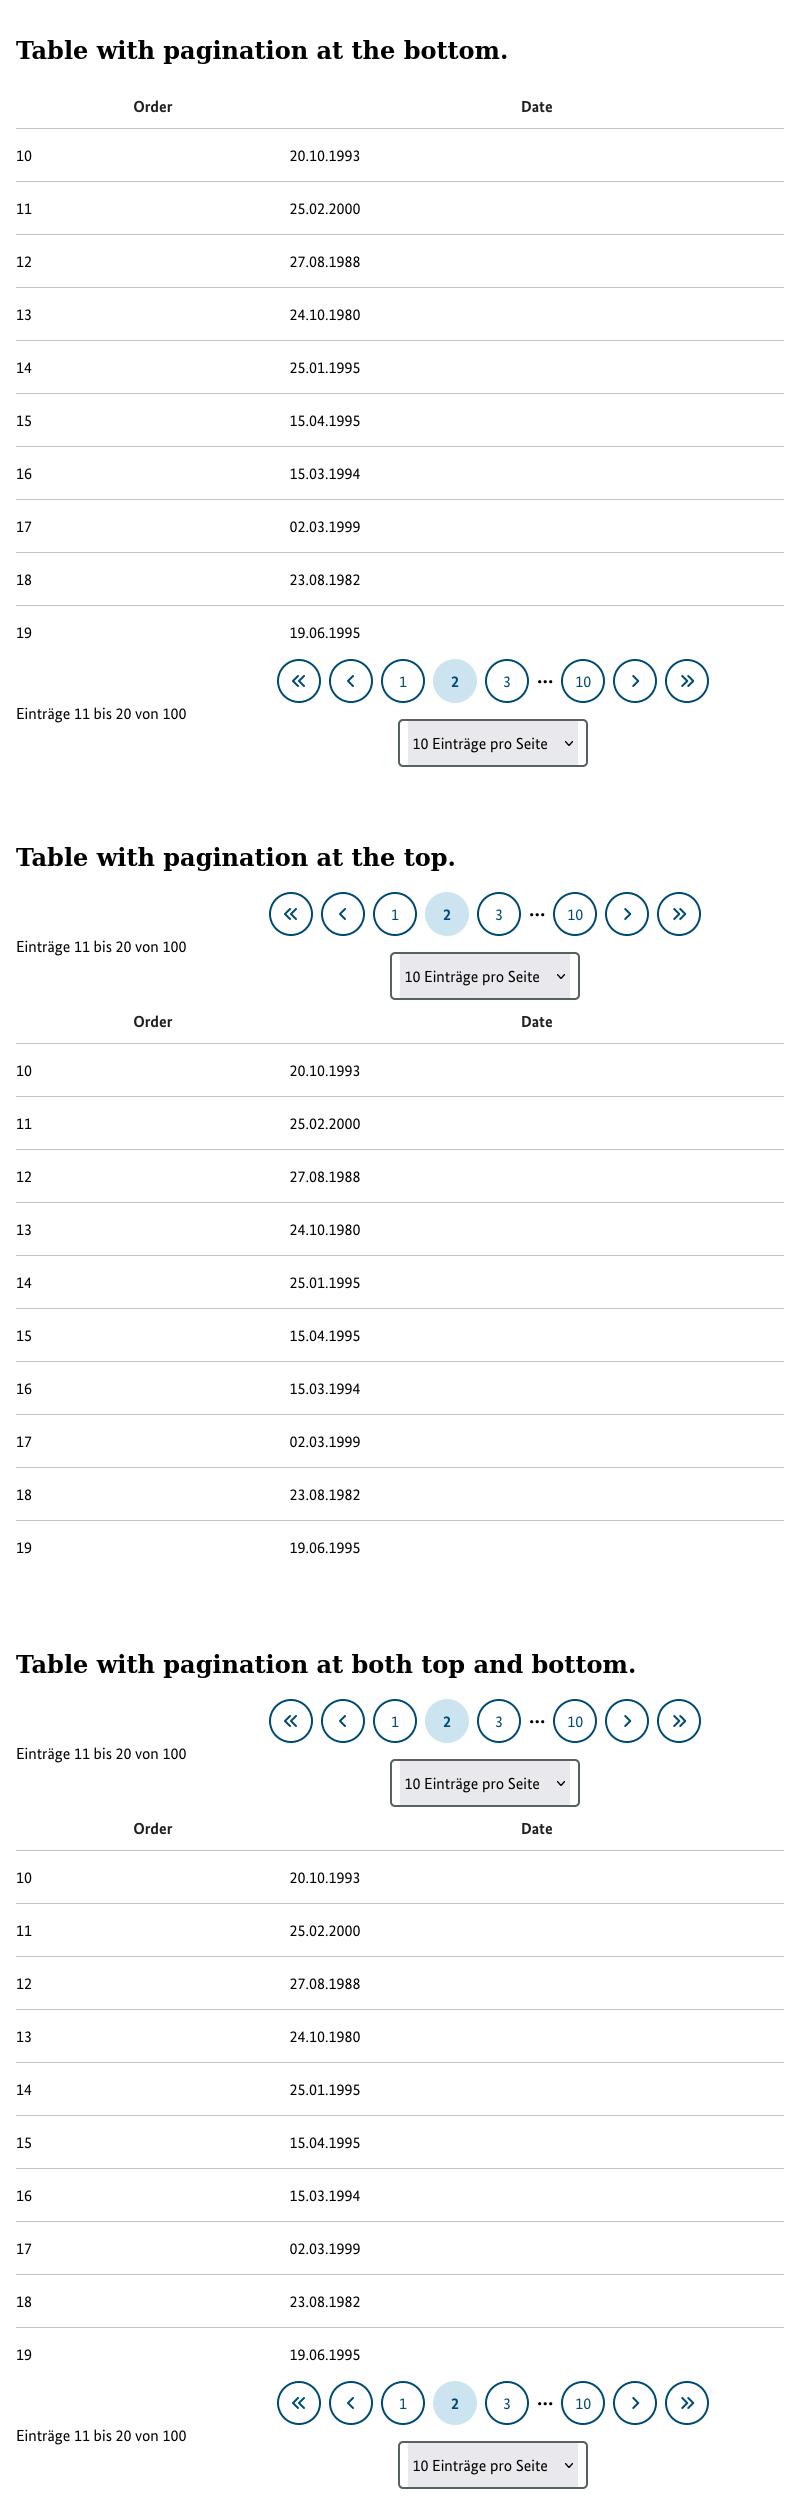 Table with pagination at the bottom.
Order Date
10 20.10.1993
11 25.02.2000
12 27.08.1988
13 24.10.1980
14 25.01.1995
15 15.04.1995
16 15.03.1994
17 02.03.1999
18 23.08.1982
19 19.06.1995
1 2 3 ··· 10
Einträge 11 bis 20 von 100
10 Einträge pro Seite
Table with pagination at the top.
1 2 3 ··· 10
Einträge 11 bis 20 von 100
10 Einträge pro Seite
Order Date
10 20.10.1993
11 25.02.2000
12 27.08.1988
13 24.10.1980
14 25.01.1995
15 15.04.1995
16 15.03.1994
17 02.03.1999
18 23.08.1982
19 19.06.1995
Table with pagination at both top and bottom.
1 2 3 ··· 10
Einträge 11 bis 20 von 100
10 Einträge pro Seite
Order Date
10 20.10.1993
11 25.02.2000
12 27.08.1988
13 24.10.1980
14 25.01.1995
15 15.04.1995
16 15.03.1994
17 02.03.1999
18 23.08.1982
19 19.06.1995
1 2 3 ··· 10
Einträge 11 bis 20 von 100
10 Einträge pro Seite